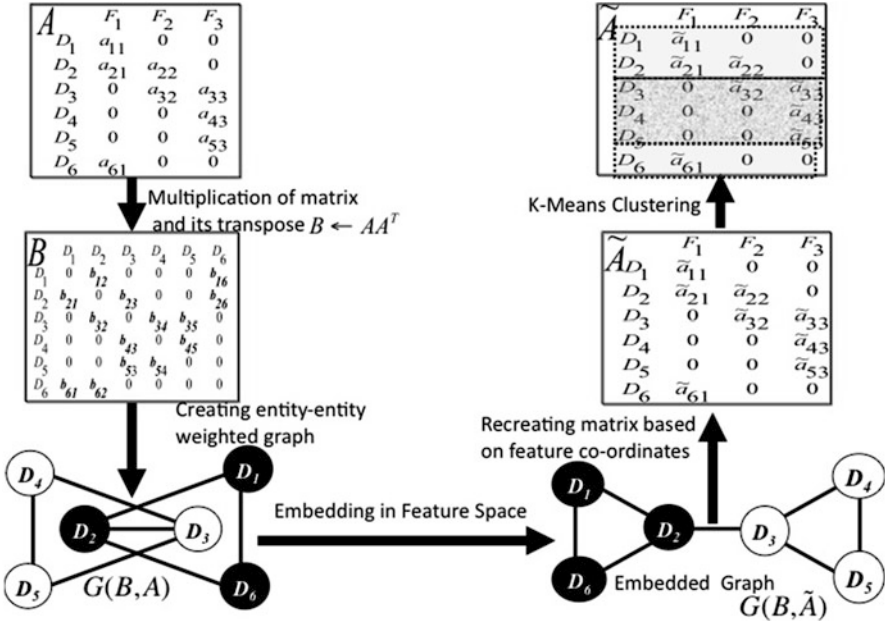 A F1 F2 F3
D1 a11 0 0
D2 a21 a22 0
D3 0 a32 a33
D4 0 0 a43
D5 0 0 a53
D6 a61 0 0
Multiplication of matrix
and its transpose B ← AA^T
B D1 D2 D3 D4 D5 D6
D1 0 b12 0 0 0 b16
D2 b21 0 b23 0 0 b26
D3 0 b32 0 b34 b35 0
D4 0 0 b43 0 b45 0
D5 0 0 b53 b54 0 0
D6 b61 b62 0 0 0 0
Creating entity-entity
weighted graph
D4 D1
D2 D3
D5 D6
G(B,A)
Embedding in Feature Space
D1 D4
D2 D3
D6 D5
Embedded Graph
G(B,Ã)
Recreating matrix based
on feature co-ordinates
Ã F1 F2 F3
D1 ã11 0 0
D2 ã21 ã22 0
D3 0 ã32 ã33
D4 0 0 ã43
D5 0 0 ã53
D6 ã61 0 0
K-Means Clustering
Ã F1 F2 F3
D1 ã11 0 0
D2 ã21 ã22 0
D3 0 ã32 ã33
D4 0 0 ã43
D5 0 0 ã53
D6 ã61 0 0